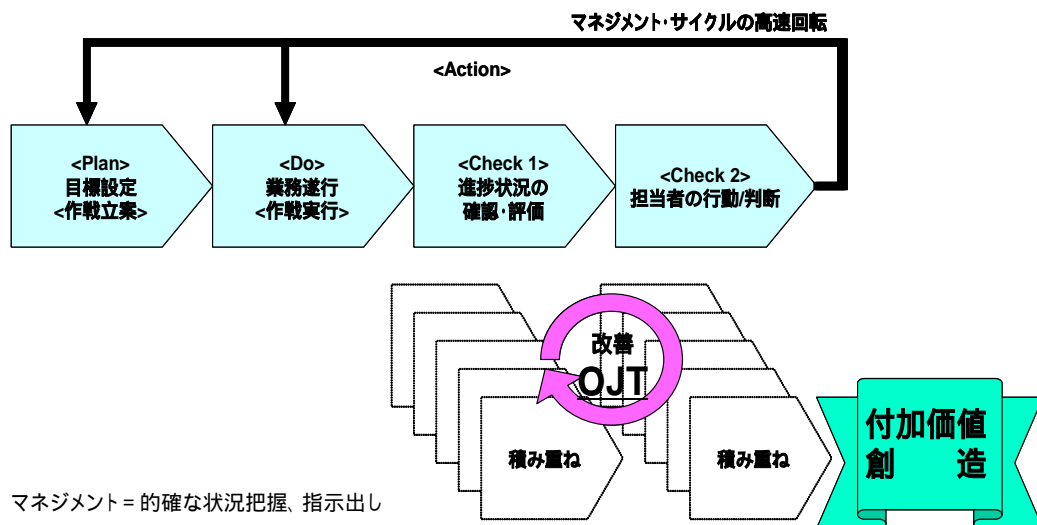 マネジメント･サイクルの高速回転
<Action>
<Plan>
目標設定
<作戦立案>
<Do>
業務遂行
<作戦実行>
<Check 1>
進捗状況の
確認･評価
<Check 2>
担当者の行動/判断
改善
OJT
積み重ね
積み重ね
付加価値
創　　造
マネジメント = 的確な状況把握、指示出し